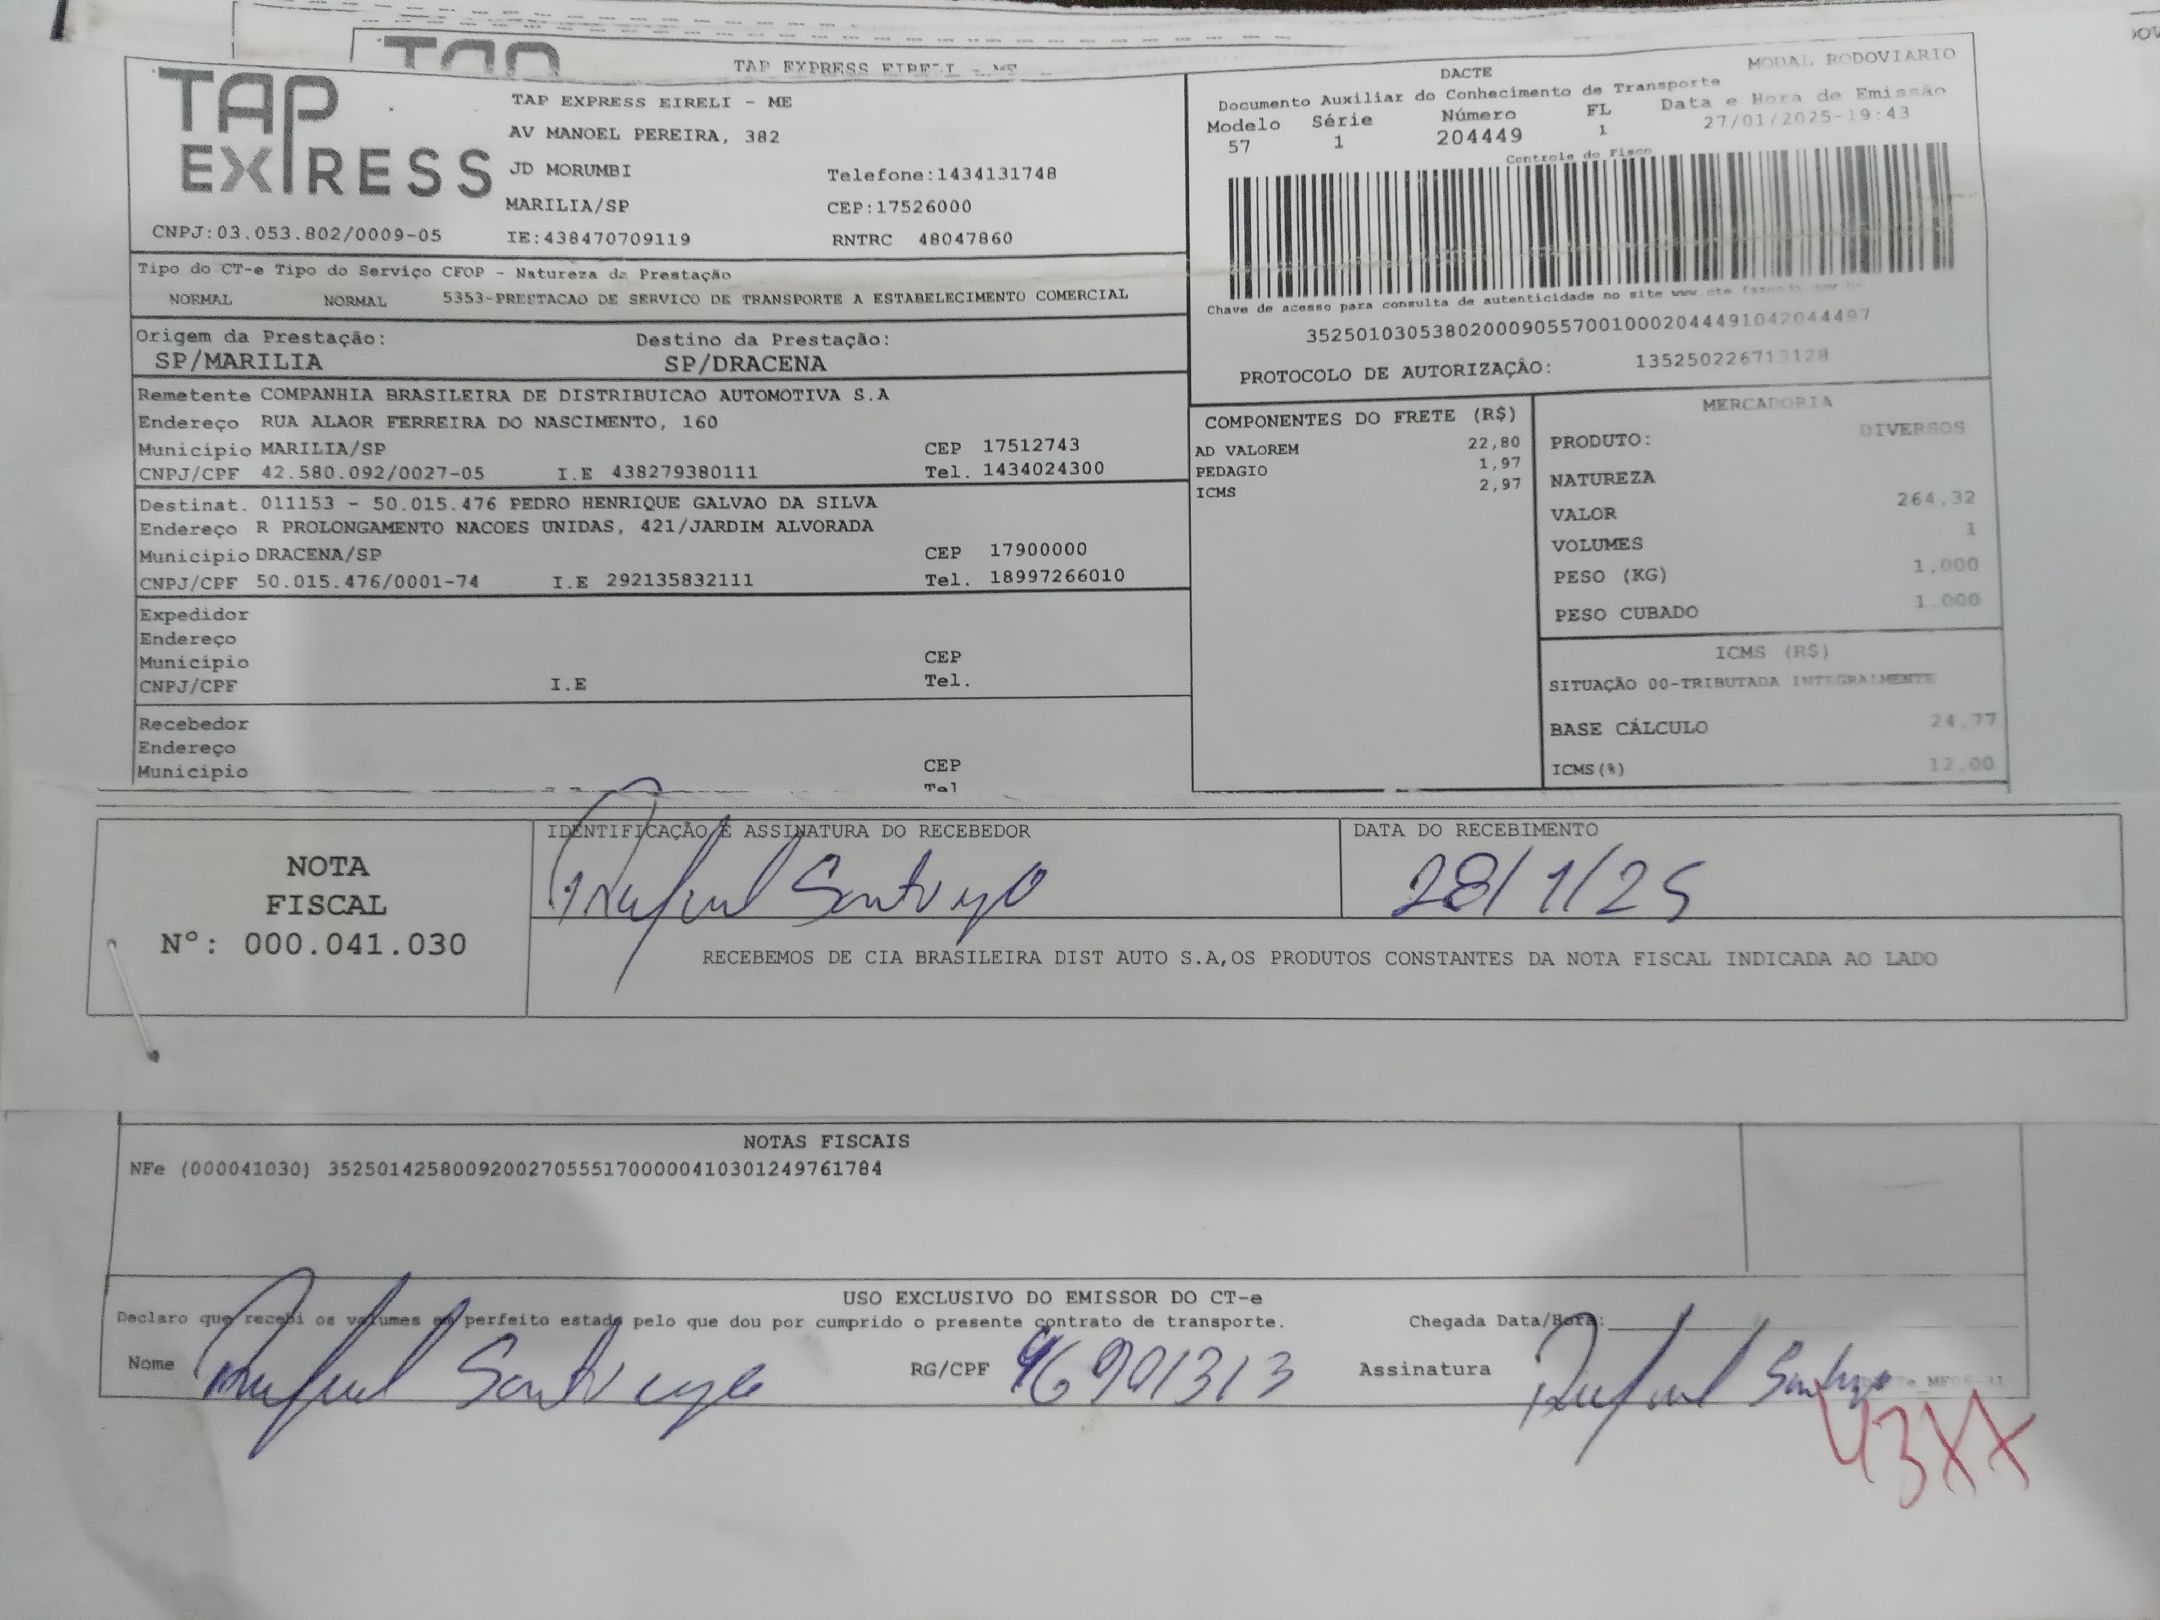 TAP EXPRESS EIRELI - ME
TAP
EXPRESS
CNPJ:03.053.802/0009-05
TAP EXPRESS EIRELI - ME
AV MANOEL PEREIRA, 382
JD MORUMBI
Telefone:1434131748
MARILIA/SP
CEP:17526000
IE:438470709119
RNTRC 48047860
MODAL RODOVIARIO
DACTE
Documento Auxiliar do Conhecimento de Transporte
Modelo Série Número FL Data e Hora de Emissão
57 1 204449 1 27/01/2025-19:43
Controle do Fisco
Chave de acesso para consulta de autenticidade no site www.cte.fazenda.gov.br
35250103053802000905570010002044491042044497
PROTOCOLO DE AUTORIZAÇÃO: 135250226713128
Tipo do CT-e Tipo do Serviço CFOP - Natureza da Prestação
NORMAL NORMAL 5353-PRESTACAO DE SERVICO DE TRANSPORTE A ESTABELECIMENTO COMERCIAL
Origem da Prestação: Destino da Prestação:
SP/MARILIA SP/DRACENA
Remetente COMPANHIA BRASILEIRA DE DISTRIBUICAO AUTOMOTIVA S.A
Endereço RUA ALAOR FERREIRA DO NASCIMENTO, 160
Município MARILIA/SP CEP 17512743
CNPJ/CPF 42.580.092/0027-05 I.E 438279380111 Tel. 1434024300
Destinat. 011153 - 50.015.476 PEDRO HENRIQUE GALVAO DA SILVA
Endereço R PROLONGAMENTO NACOES UNIDAS, 421/JARDIM ALVORADA
Município DRACENA/SP CEP 17900000
CNPJ/CPF 50.015.476/0001-74 I.E 292135832111 Tel. 18997266010
Expedidor
Endereço
Município CEP
CNPJ/CPF I.E Tel.
Recebedor
Endereço
Município CEP
Tel
COMPONENTES DO FRETE (R$)
AD VALOREM 22,80
PEDAGIO 1,97
ICMS 2,97
MERCADORIA
PRODUTO: DIVERSOS
NATUREZA
VALOR 264,32
VOLUMES 1
PESO (KG) 1,000
PESO CUBADO 1.000
ICMS (R$)
SITUAÇÃO 00-TRIBUTADA INTEGRALMENTE
BASE CÁLCULO 24,77
ICMS(%) 12,00
NOTA
FISCAL
Nº: 000.041.030
IDENTIFICAÇÃO E ASSINATURA DO RECEBEDOR
DATA DO RECEBIMENTO
28/1/25
RECEBEMOS DE CIA BRASILEIRA DIST AUTO S.A,OS PRODUTOS CONSTANTES DA NOTA FISCAL INDICADA AO LADO
NOTAS FISCAIS
NFe (000041030) 35250142580092002705551700000410301249761784
USO EXCLUSIVO DO EMISSOR DO CT-e
Declaro que recebi os volumes em perfeito estado pelo que dou por cumprido o presente contrato de transporte.
Chegada Data/Hora:
Nome RG/CPF Assinatura